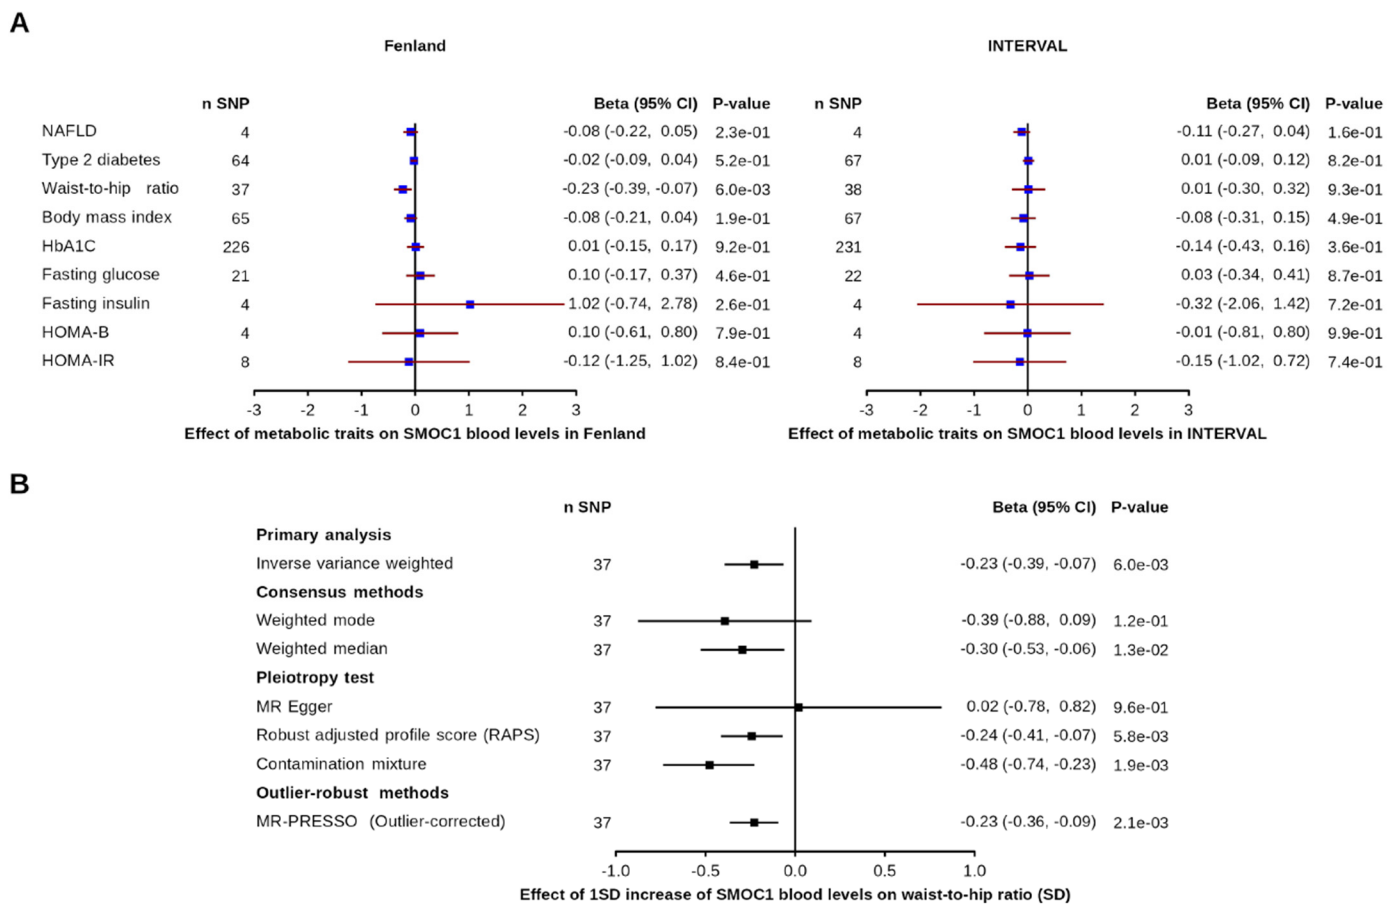 A
Fenland INTERVAL
n SNP Beta (95% CI) P-value n SNP Beta (95% CI) P-value
NAFLD 4 -0.08 (-0.22, 0.05) 2.3e-01 4 -0.11 (-0.27, 0.04) 1.6e-01
Type 2 diabetes 64 -0.02 (-0.09, 0.04) 5.2e-01 67 0.01 (-0.09, 0.12) 8.2e-01
Waist-to-hip ratio 37 -0.23 (-0.39, -0.07) 6.0e-03 38 0.01 (-0.30, 0.32) 9.3e-01
Body mass index 65 -0.08 (-0.21, 0.04) 1.9e-01 67 -0.08 (-0.31, 0.15) 4.9e-01
HbA1C 226 0.01 (-0.15, 0.17) 9.2e-01 231 -0.14 (-0.43, 0.16) 3.6e-01
Fasting glucose 21 0.10 (-0.17, 0.37) 4.6e-01 22 0.03 (-0.34, 0.41) 8.7e-01
Fasting insulin 4 1.02 (-0.74, 2.78) 2.6e-01 4 -0.32 (-2.06, 1.42) 7.2e-01
HOMA-B 4 0.10 (-0.61, 0.80) 7.9e-01 4 -0.01 (-0.81, 0.80) 9.9e-01
HOMA-IR 8 -0.12 (-1.25, 1.02) 8.4e-01 8 -0.15 (-1.02, 0.72) 7.4e-01
-3 -2 -1 0 1 2 3 -3 -2 -1 0 1 2 3
Effect of metabolic traits on SMOC1 blood levels in Fenland Effect of metabolic traits on SMOC1 blood levels in INTERVAL
B
n SNP Beta (95% CI) P-value
Primary analysis
Inverse variance weighted 37 -0.23 (-0.39, -0.07) 6.0e-03
Consensus methods
Weighted mode 37 -0.39 (-0.88, 0.09) 1.2e-01
Weighted median 37 -0.30 (-0.53, -0.06) 1.3e-02
Pleiotropy test
MR Egger 37 0.02 (-0.78, 0.82) 9.6e-01
Robust adjusted profile score (RAPS) 37 -0.24 (-0.41, -0.07) 5.8e-03
Contamination mixture 37 -0.48 (-0.74, -0.23) 1.9e-03
Outlier-robust methods
MR-PRESSO (Outlier-corrected) 37 -0.23 (-0.36, -0.09) 2.1e-03
-1.0 -0.5 0.0 0.5 1.0
Effect of 1SD increase of SMOC1 blood levels on waist-to-hip ratio (SD)